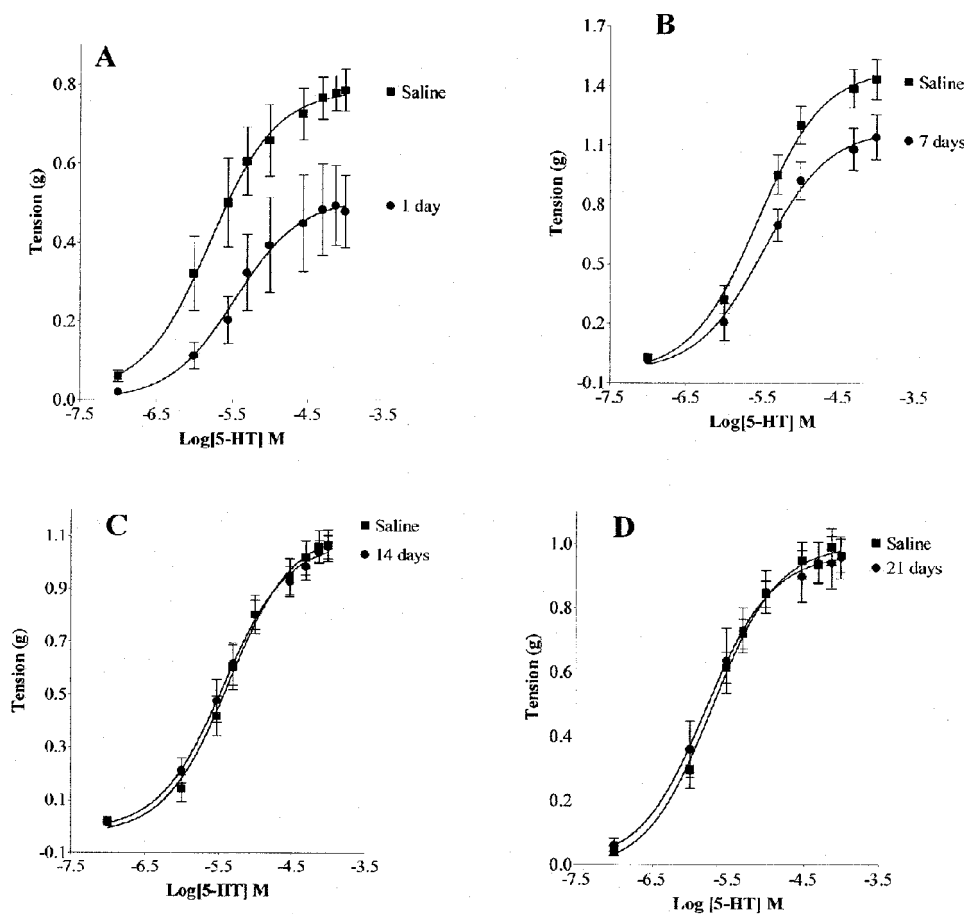 A
0.8
0.6
0.4
0.2
0.0
-7.5
-6.5
-5.5
-4.5
-3.5
Tension (g)
Log[5-HT] M
Saline
1 day
B
1.7
1.4
1.1
0.8
0.5
0.2
-0.1
-7.5
-6.5
-5.5
-4.5
-3.5
Tension (g)
Log[5-HT] M
Saline
7 days
C
1.1
0.9
0.7
0.5
0.3
0.1
-0.1
-7.5
-6.5
-5.5
-4.5
-3.5
Tension (g)
Log[5-HT] M
Saline
14 days
D
1.0
0.8
0.6
0.4
0.2
0.0
-7.5
-6.5
-5.5
-4.5
-3.5
Tension (g)
Log [5-HT] M
Saline
21 days